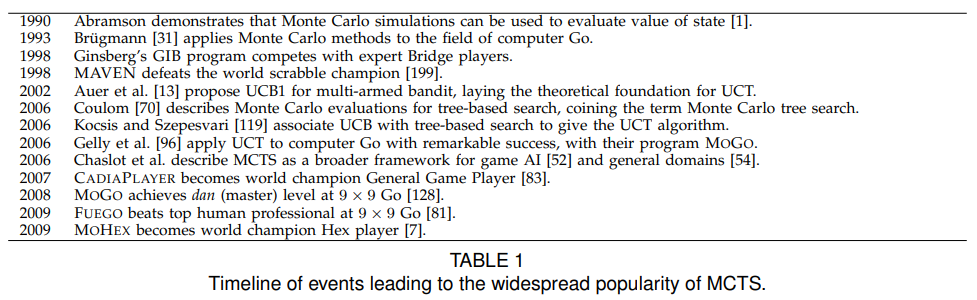 1990 Abramson demonstrates that Monte Carlo simulations can be used to evaluate value of state [1].
1993 Brügmann [31] applies Monte Carlo methods to the field of computer Go.
1998 Ginsberg's GIB program competes with expert Bridge players.
1998 MAVEN defeats the world scrabble champion [199].
2002 Auer et al. [13] propose UCB1 for multi-armed bandit, laying the theoretical foundation for UCT.
2006 Coulom [70] describes Monte Carlo evaluations for tree-based search, coining the term Monte Carlo tree search.
2006 Kocsis and Szepesvari [119] associate UCB with tree-based search to give the UCT algorithm.
2006 Gelly et al. [96] apply UCT to computer Go with remarkable success, with their program MOGO.
2006 Chaslot et al. describe MCTS as a broader framework for game AI [52] and general domains [54].
2007 CADIAPLAYER becomes world champion General Game Player [83].
2008 MOGO achieves dan (master) level at 9 × 9 Go [128].
2009 FUEGO beats top human professional at 9 × 9 Go [81].
2009 MOHEX becomes world champion Hex player [7].
TABLE 1
Timeline of events leading to the widespread popularity of MCTS.